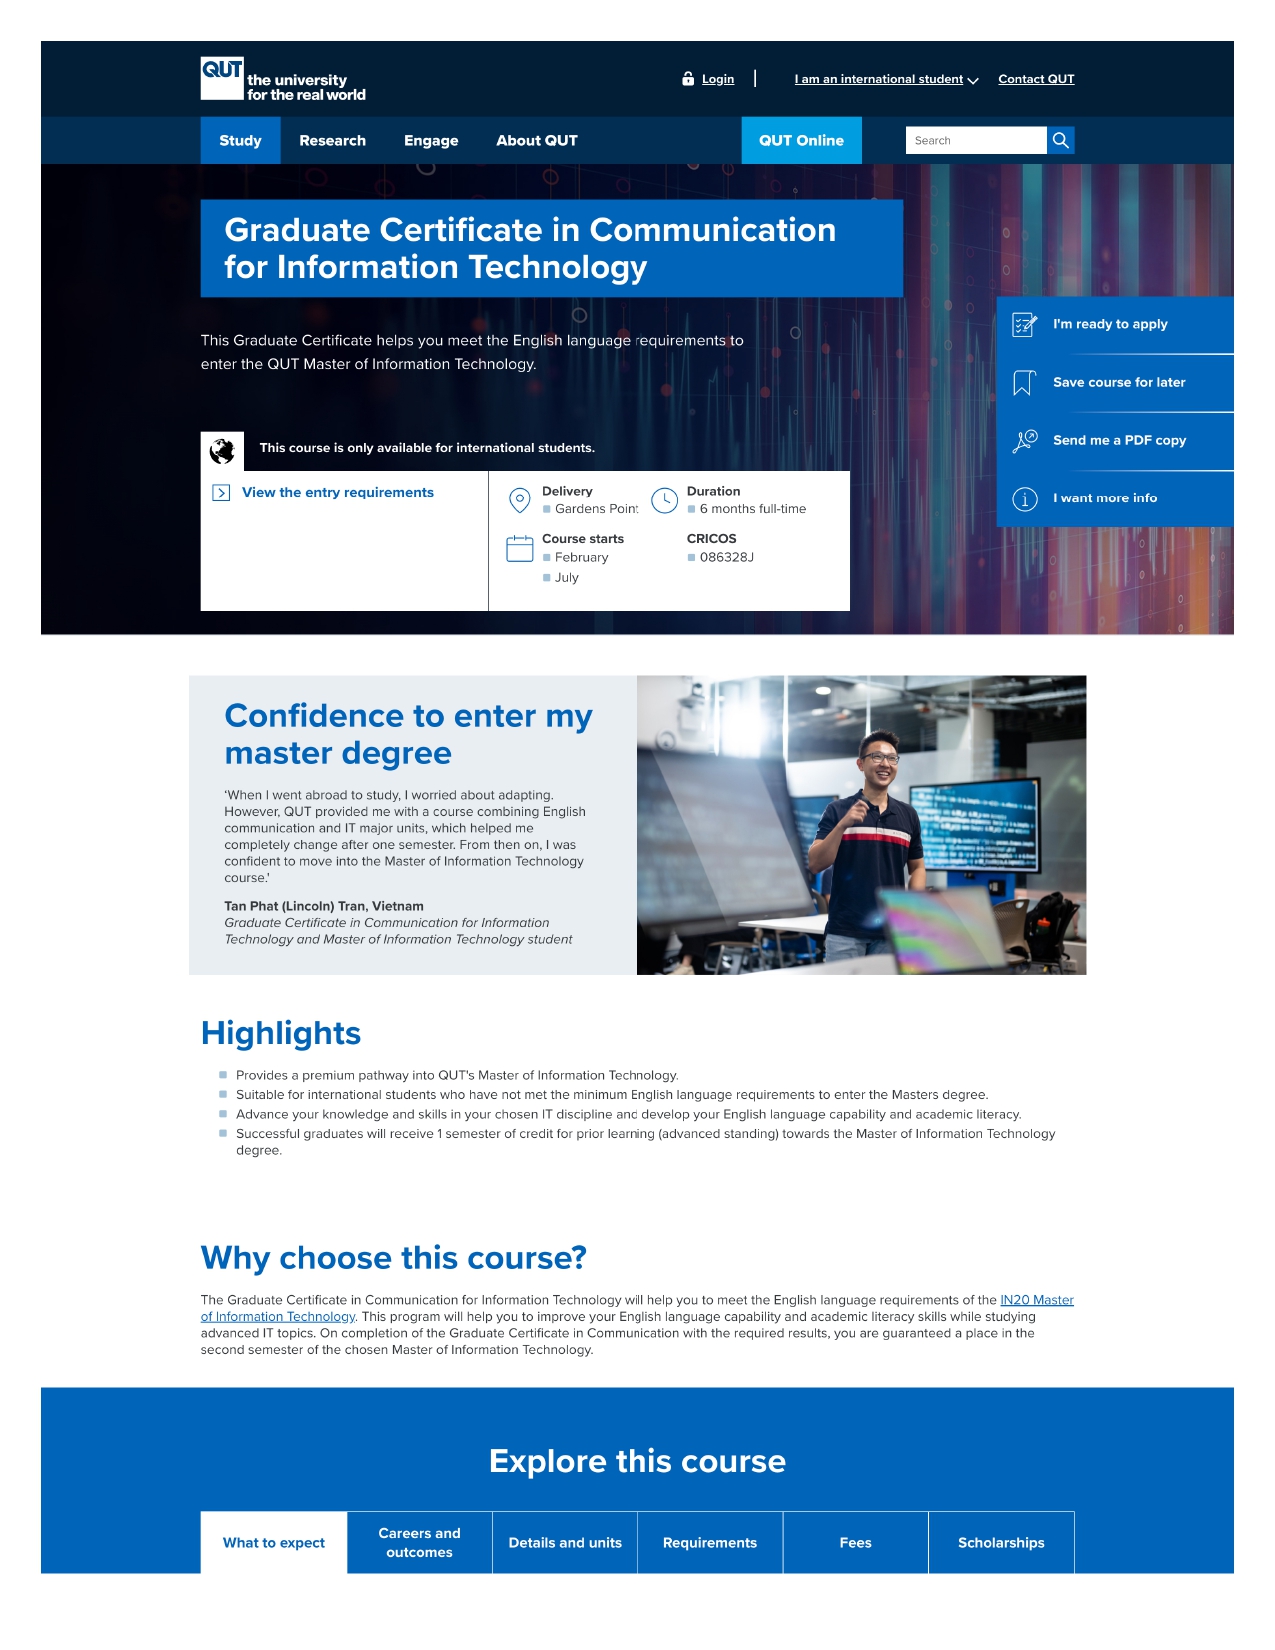 QUT
the university
for the real world
Login
I am an international student
Contact QUT
Study
Research
Engage
About QUT
QUT Online
Search
Graduate Certificate in Communication
for Information Technology
This Graduate Certificate helps you meet the English language requirements to
enter the QUT Master of Information Technology.
I'm ready to apply
Save course for later
Send me a PDF copy
I want more info
This course is only available for international students.
View the entry requirements
Delivery
Gardens Point
Duration
6 months full-time
Course starts
February
July
CRICOS
086328J
Confidence to enter my
master degree
‘When I went abroad to study, I worried about adapting.
However, QUT provided me with a course combining English
communication and IT major units, which helped me
completely change after one semester. From then on, I was
confident to move into the Master of Information Technology
course.'
Tan Phat (Lincoln) Tran, Vietnam
Graduate Certificate in Communication for Information
Technology and Master of Information Technology student
Highlights
Provides a premium pathway into QUT's Master of Information Technology.
Suitable for international students who have not met the minimum English language requirements to enter the Masters degree.
Advance your knowledge and skills in your chosen IT discipline and develop your English language capability and academic literacy.
Successful graduates will receive 1 semester of credit for prior learning (advanced standing) towards the Master of Information Technology
degree.
Why choose this course?
The Graduate Certificate in Communication for Information Technology will help you to meet the English language requirements of the IN20 Master
of Information Technology. This program will help you to improve your English language capability and academic literacy skills while studying
advanced IT topics. On completion of the Graduate Certificate in Communication with the required results, you are guaranteed a place in the
second semester of the chosen Master of Information Technology.
Explore this course
What to expect
Careers and
outcomes
Details and units
Requirements
Fees
Scholarships